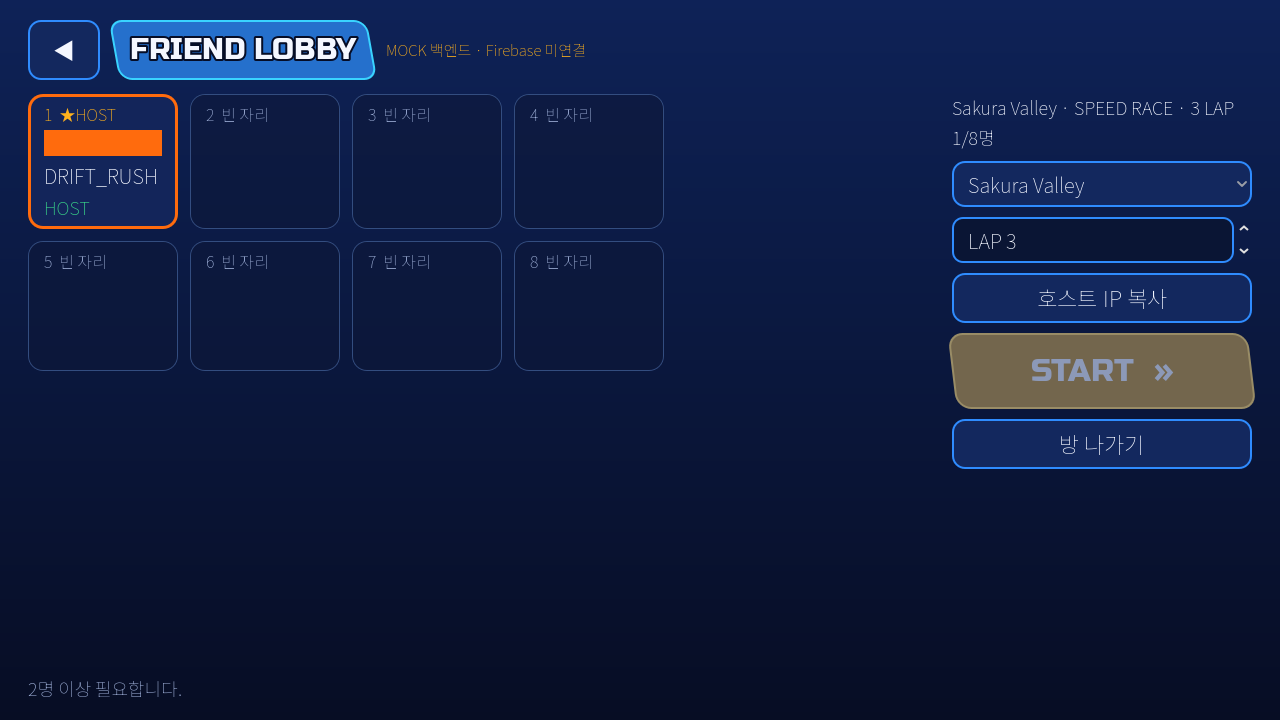 ◀
FRIEND LOBBY
MOCK 백엔드 · Firebase 미연결
1 ★HOST
DRIFT_RUSH
HOST
2 빈 자리
3 빈 자리
4 빈 자리
5 빈 자리
6 빈 자리
7 빈 자리
8 빈 자리
Sakura Valley · SPEED RACE · 3 LAP
1/8명
Sakura Valley
LAP 3
호스트 IP 복사
START »
방 나가기
2명 이상 필요합니다.